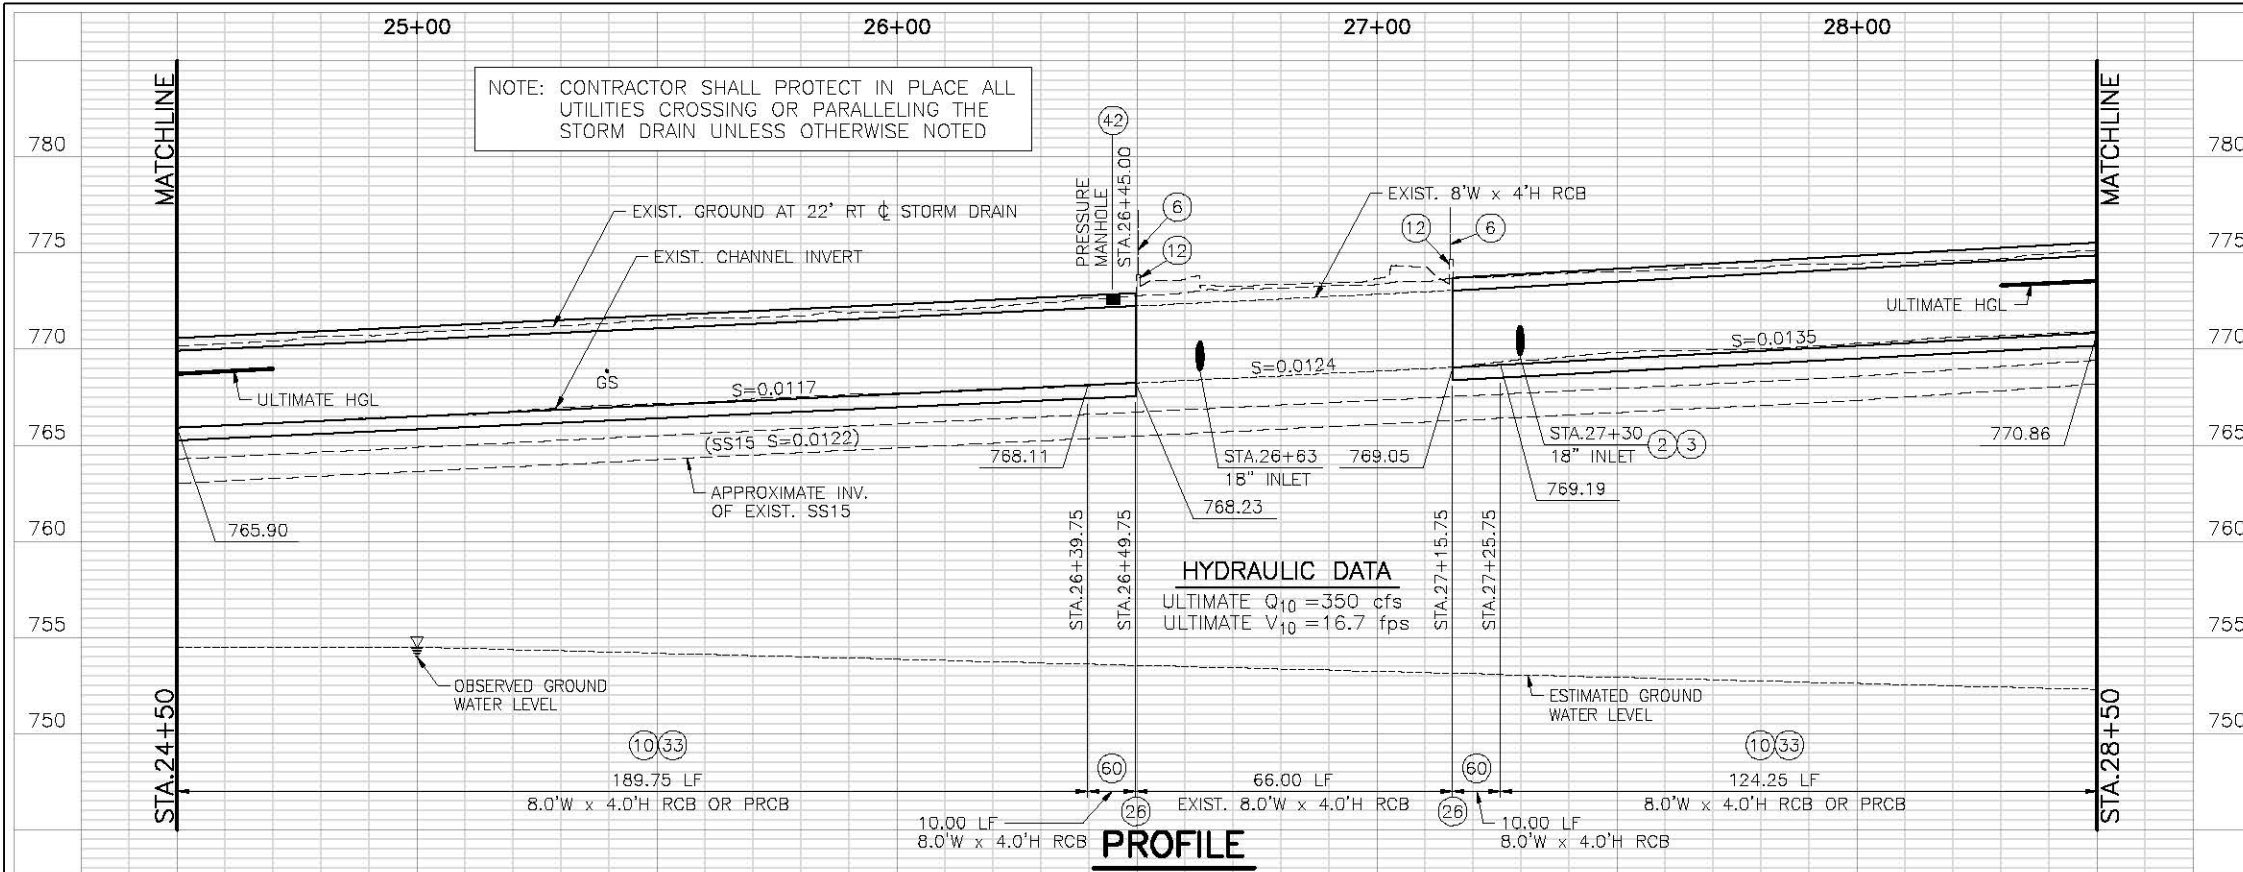 25+00 26+00 27+00 28+00
MATCHLINE
STA.24+50
MATCHLINE
STA.28+50
NOTE: CONTRACTOR SHALL PROTECT IN PLACE ALL
UTILITIES CROSSING OR PARALLELING THE
STORM DRAIN UNLESS OTHERWISE NOTED
780
775
770
765
760
755
750
780
775
770
765
760
755
750
42
PRESSURE
MANHOLE
STA.26+45.00
6
12
EXIST. 8'W x 4'H RCB
12
6
EXIST. GROUND AT 22' RT ℄ STORM DRAIN
EXIST. CHANNEL INVERT
ULTIMATE HGL
GS
ULTIMATE HGL
S=0.0117
S=0.0124
S=0.0135
(SS15 S=0.0122)
APPROXIMATE INV.
OF EXIST. SS15
765.90
768.11
STA.26+63
18" INLET
768.23
769.05
STA.27+30
18" INLET
2 3
769.19
770.86
STA.26+39.75
STA.26+49.75
STA.27+15.75
STA.27+25.75
HYDRAULIC DATA
ULTIMATE Q10 =350 cfs
ULTIMATE V10 =16.7 fps
OBSERVED GROUND
WATER LEVEL
ESTIMATED GROUND
WATER LEVEL
10 33
189.75 LF
8.0'W x 4.0'H RCB OR PRCB
60
10.00 LF
8.0'W x 4.0'H RCB
26
66.00 LF
EXIST. 8.0'W x 4.0'H RCB
26
60
10.00 LF
8.0'W x 4.0'H RCB
10 33
124.25 LF
8.0'W x 4.0'H RCB OR PRCB
PROFILE